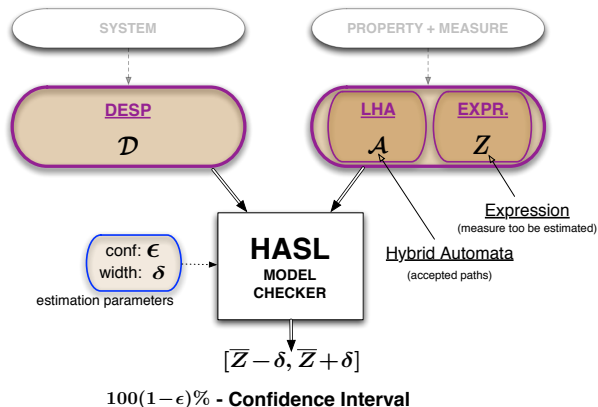 SYSTEM
PROPERTY + MEASURE
DESP
𝒟
LHA
𝒜
EXPR.
Z
Expression
(measure too be estimated)
Hybrid Automata
(accepted paths)
conf: ϵ
width: δ
estimation parameters
HASL
MODEL
CHECKER
[Z̅−δ, Z̅+δ]
100(1−ϵ)% - Confidence Interval